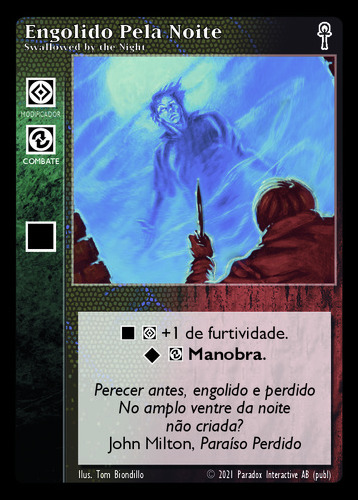 Engolido Pela Noite
Swallowed by the Night
MODIFICADOR
COMBATE
+1 de furtividade.
Manobra.
Perecer antes, engolido e perdido
No amplo ventre da noite
não criada?
John Milton, Paraíso Perdido
Ilus. Tom Biondillo © 2021 Paradox Interactive AB (publ)